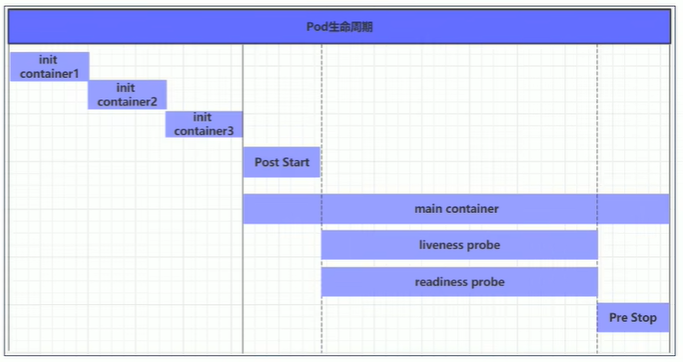 Pod生命周期
init
container1
init
container2
init
container3
Post Start
main container
liveness probe
readiness probe
Pre Stop